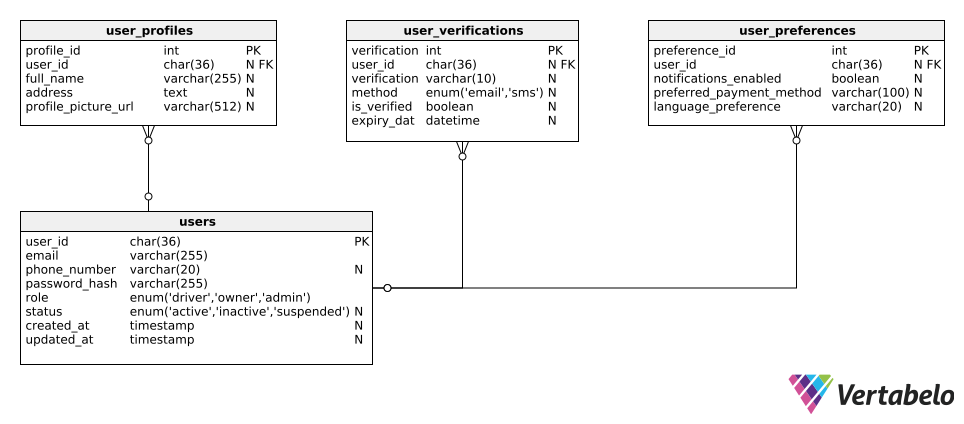 user_profiles
profile_id int PK
user_id char(36) N FK
full_name varchar(255) N
address text N
profile_picture_url varchar(512) N
user_verifications
verification int PK
user_id char(36) N FK
verification varchar(10) N
method enum('email','sms') N
is_verified boolean N
expiry_dat datetime N
user_preferences
preference_id int PK
user_id char(36) N FK
notifications_enabled boolean N
preferred_payment_method varchar(100) N
language_preference varchar(20) N
users
user_id char(36) PK
email varchar(255)
phone_number varchar(20) N
password_hash varchar(255)
role enum('driver','owner','admin')
status enum('active','inactive','suspended') N
created_at timestamp N
updated_at timestamp N
Vertabelo